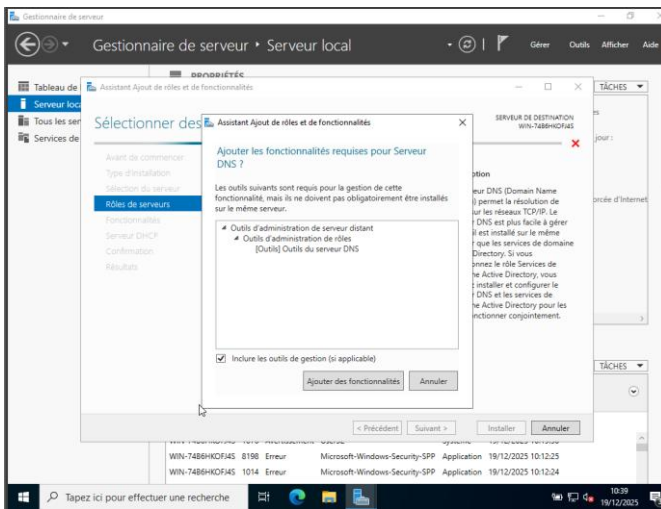 Gestionnaire de serveur
Gestionnaire de serveur • Serveur local
Gérer Outils Afficher Aide
Tableau de
Serveur loca
Tous les ser
Services de
PROPRIÉTÉS
TÂCHES
Assistant Ajout de rôles et de fonctionnalités
Sélectionner des
SERVEUR DE DESTINATION
WIN-74B6HKOFJ4S
Avant de commencer
Type d'installation
Sélection du serveur
Rôles de serveurs
Fonctionnalités
Serveur DHCP
Confirmation
Résultats
Assistant Ajout de rôles et de fonctionnalités
Ajouter les fonctionnalités requises pour Serveur
DNS ?
Les outils suivants sont requis pour la gestion de cette
fonctionnalité, mais ils ne doivent pas obligatoirement être installés
sur le même serveur.
Outils d'administration de serveur distant
Outils d'administration de rôles
[Outils] Outils du serveur DNS
Inclure les outils de gestion (si applicable)
Ajouter des fonctionnalités Annuler
ption
eur DNS (Domain Name
) permet la résolution de
ur les réseaux TCP/IP. Le
r DNS est plus facile à gérer
il est installé sur le même
r que les services de domaine
Directory. Si vous
onnez le rôle Services de
ne Active Directory, vous
installer et configurer le
r DNS et les services de
ne Active Directory pour les
nctionner conjointement.
jour :
orcée d'Internet
< Précédent Suivant > Installer Annuler
TÂCHES
WIN-74B6HKOFJ4S 8198 Erreur Microsoft-Windows-Security-SPP Application 19/12/2025 10:12:25
WIN-74B6HKOFJ4S 1014 Erreur Microsoft-Windows-Security-SPP Application 19/12/2025 10:12:24
Tapez ici pour effectuer une recherche
10:39
19/12/2025